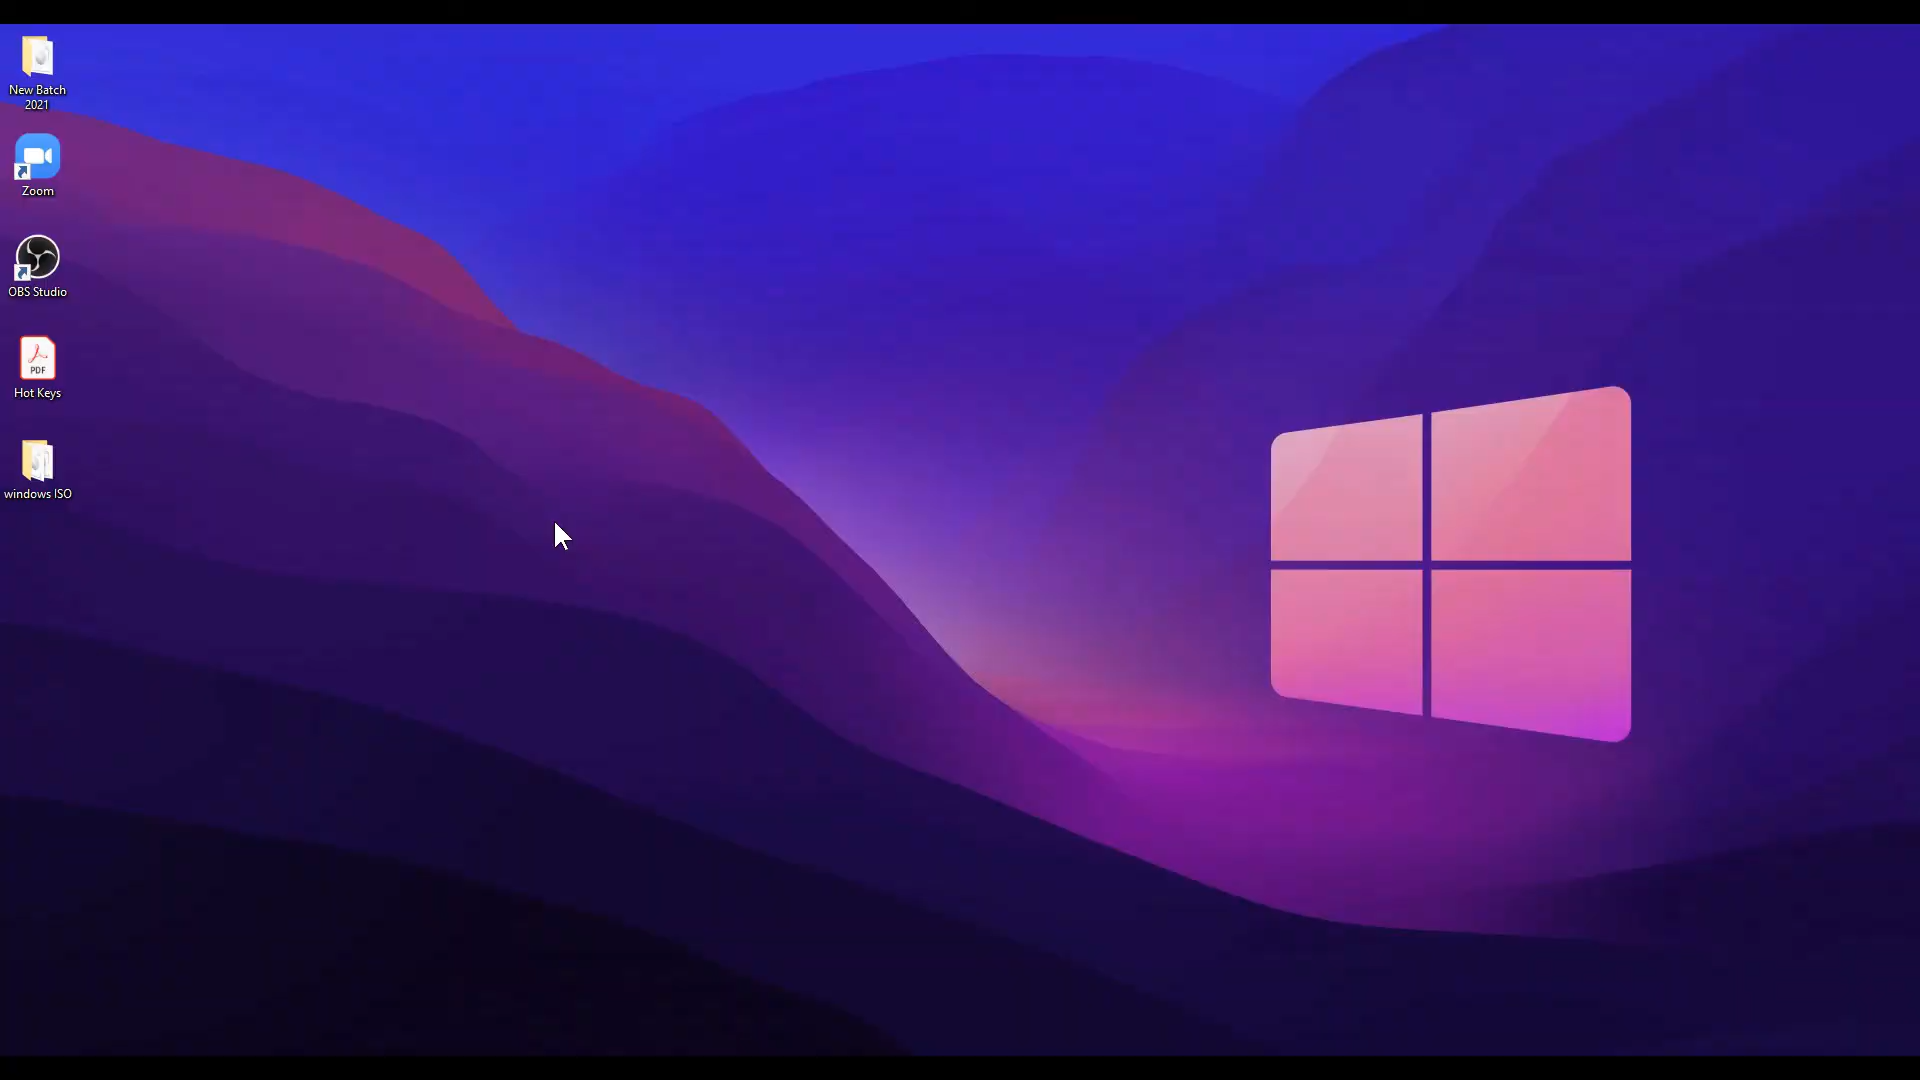 New Batch
2021
Zoom
OBS Studio
PDF
Hot Keys
windows ISO